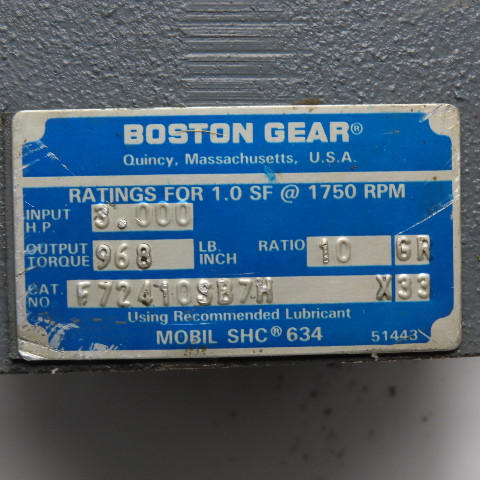 BOSTON GEAR®
Quincy, Massachusetts, U.S.A.
RATINGS FOR 1.0 SF @ 1750 RPM
INPUT H.P. 3.000
OUTPUT TORQUE 968 LB. INCH RATIO 10 GR
CAT. NO. F72410SB7H X 33
Using Recommended Lubricant
MOBIL SHC® 634 51443